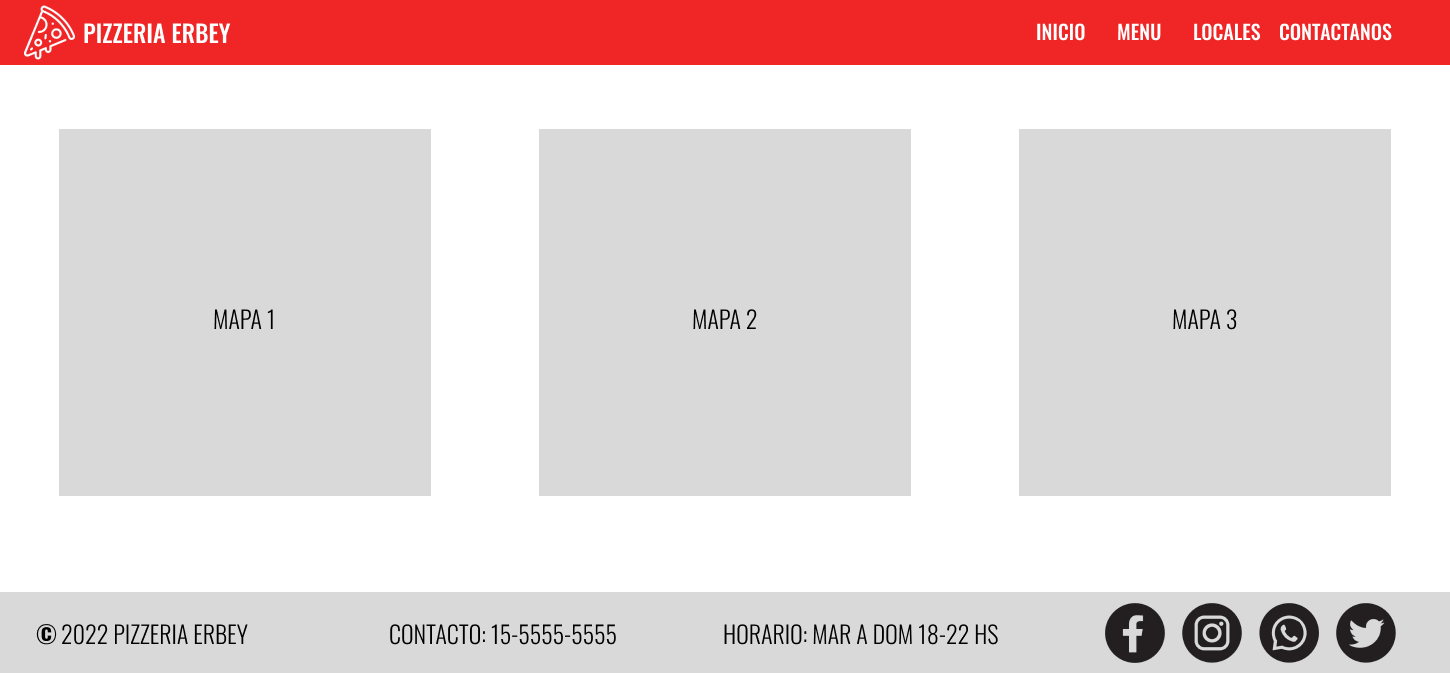 PIZZERIA ERBEY
INICIO MENU LOCALES CONTACTANOS
MAPA 1
MAPA 2
MAPA 3
© 2022 PIZZERIA ERBEY
CONTACTO: 15-5555-5555
HORARIO: MAR A DOM 18-22 HS